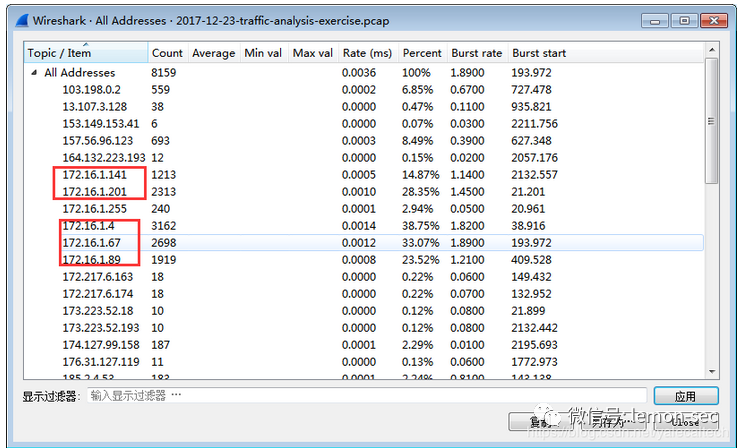 Wireshark · All Addresses · 2017-12-23-traffic-analysis-exercise.pcap
Topic / Item Count Average Min val Max val Rate (ms) Percent Burst rate Burst start
All Addresses 8159 0.0036 100% 1.8900 193.972
103.198.0.2 559 0.0002 6.85% 0.6700 727.478
13.107.3.128 38 0.0000 0.47% 0.1100 935.821
153.149.153.41 6 0.0000 0.07% 0.0300 2211.756
157.56.96.123 693 0.0003 8.49% 0.3900 627.348
164.132.223.193 12 0.0000 0.15% 0.0200 2057.176
172.16.1.141 1213 0.0005 14.87% 1.1400 2132.557
172.16.1.201 2313 0.0010 28.35% 1.4500 21.201
172.16.1.255 240 0.0001 2.94% 0.0500 20.961
172.16.1.4 3162 0.0014 38.75% 1.8200 38.916
172.16.1.67 2698 0.0012 33.07% 1.8900 193.972
172.16.1.89 1919 0.0008 23.52% 1.2100 409.528
172.217.6.163 18 0.0000 0.22% 0.0600 149.432
172.217.6.174 18 0.0000 0.22% 0.0700 132.952
173.223.52.18 10 0.0000 0.12% 0.0800 21.899
173.223.52.193 10 0.0000 0.12% 0.0800 2132.442
174.127.99.158 187 0.0001 2.29% 0.0100 2195.693
176.31.127.119 11 0.0000 0.13% 0.0600 1772.973
185.2.4.53 183 0.0001 2.24% 0.8100 143.138
显示过滤器: 输入显示过滤器 … 应用
微信号: lemon-sec
Close